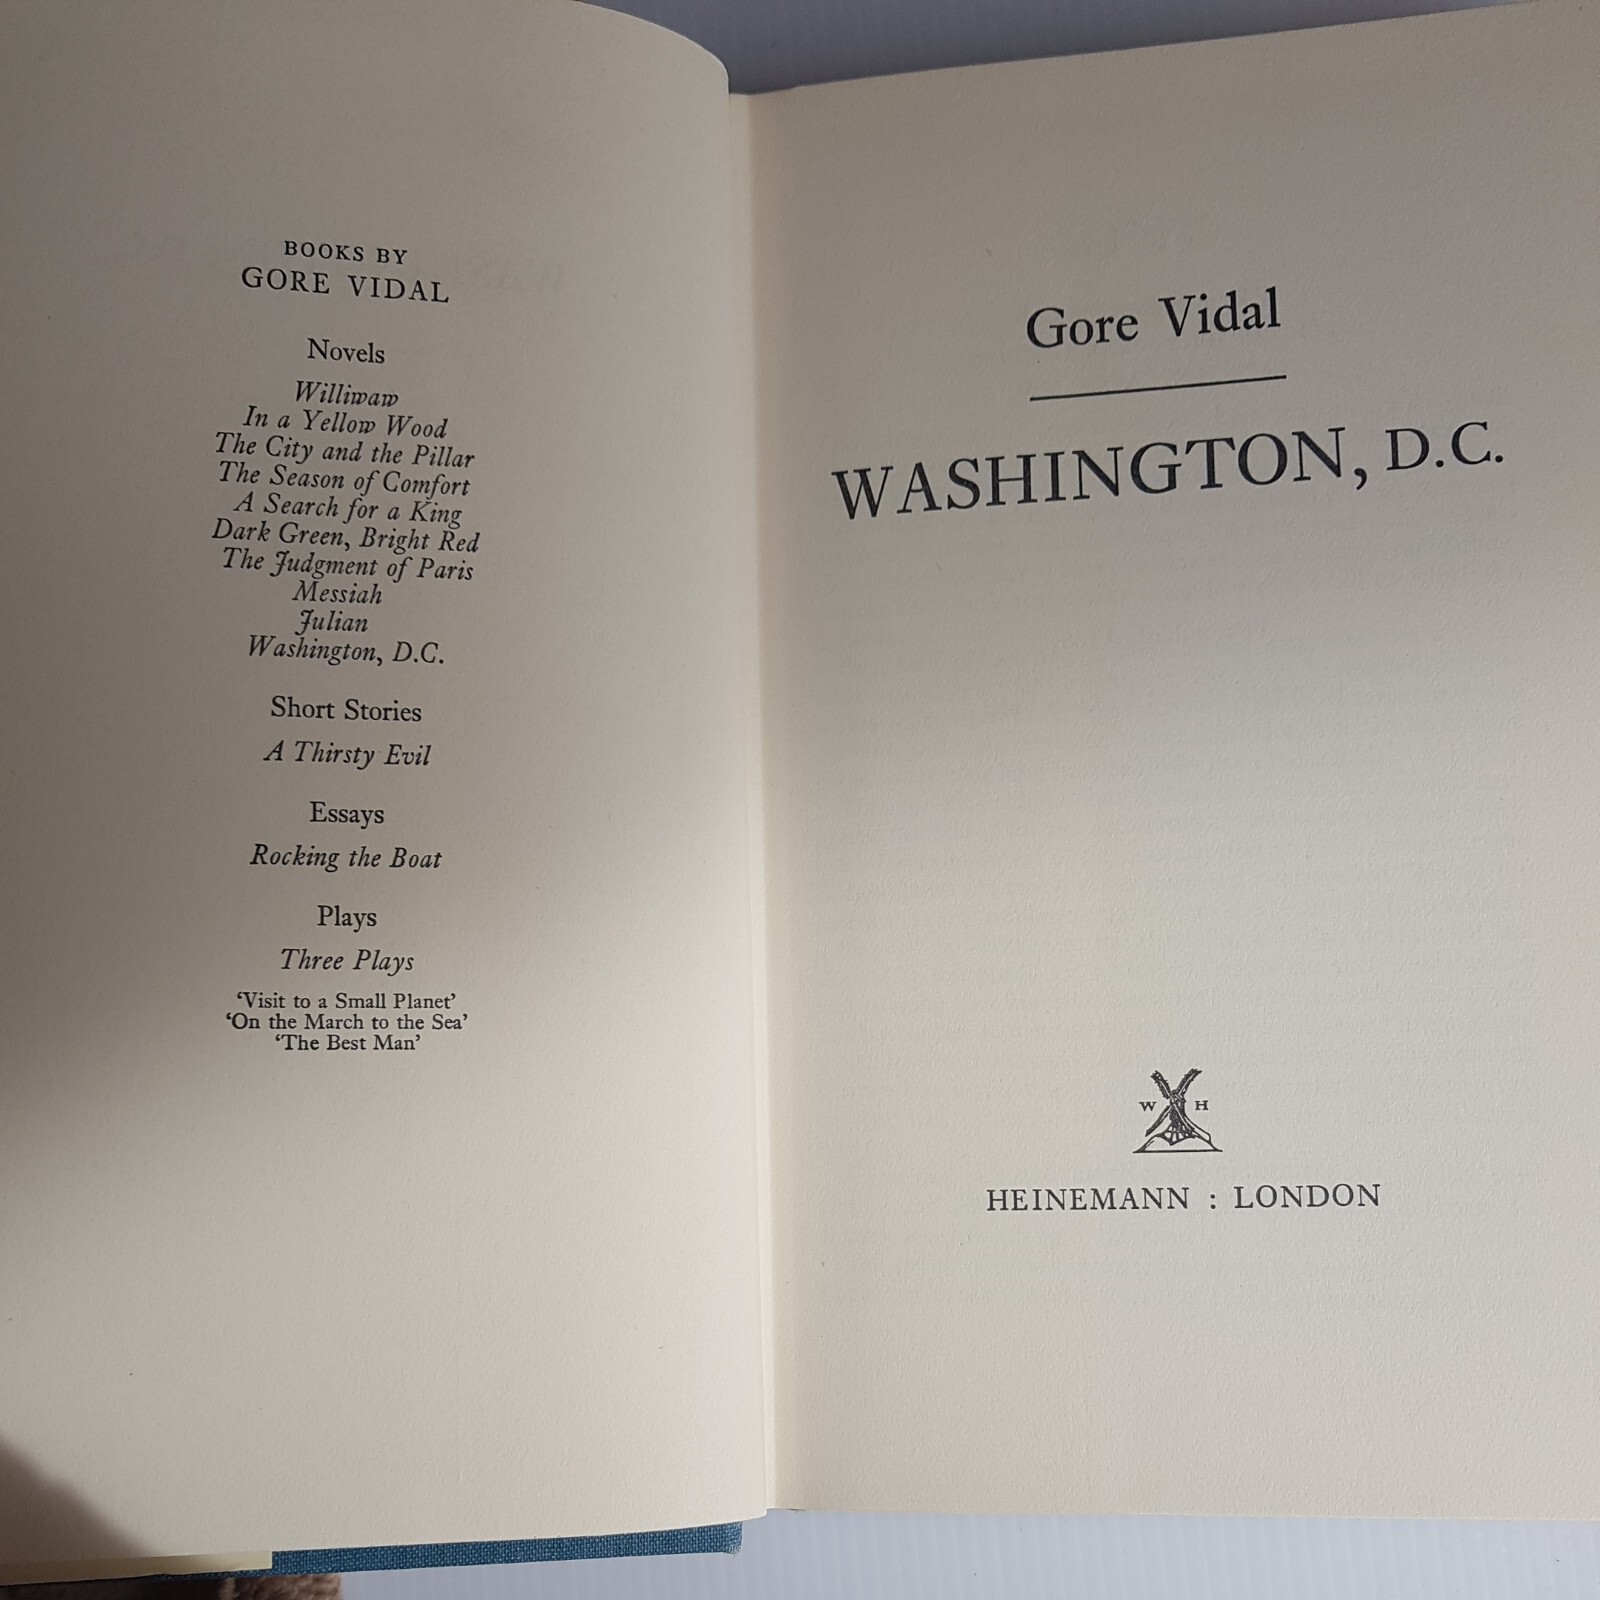 BOOKS BY
GORE VIDAL
Novels
Williwaw
In a Yellow Wood
The City and the Pillar
The Season of Comfort
A Search for a King
Dark Green, Bright Red
The Judgment of Paris
Messiah
Julian
Washington, D.C.
Short Stories
A Thirsty Evil
Essays
Rocking the Boat
Plays
Three Plays
‘Visit to a Small Planet’
‘On the March to the Sea’
‘The Best Man’
Gore Vidal
WASHINGTON, D.C.
W H
HEINEMANN : LONDON